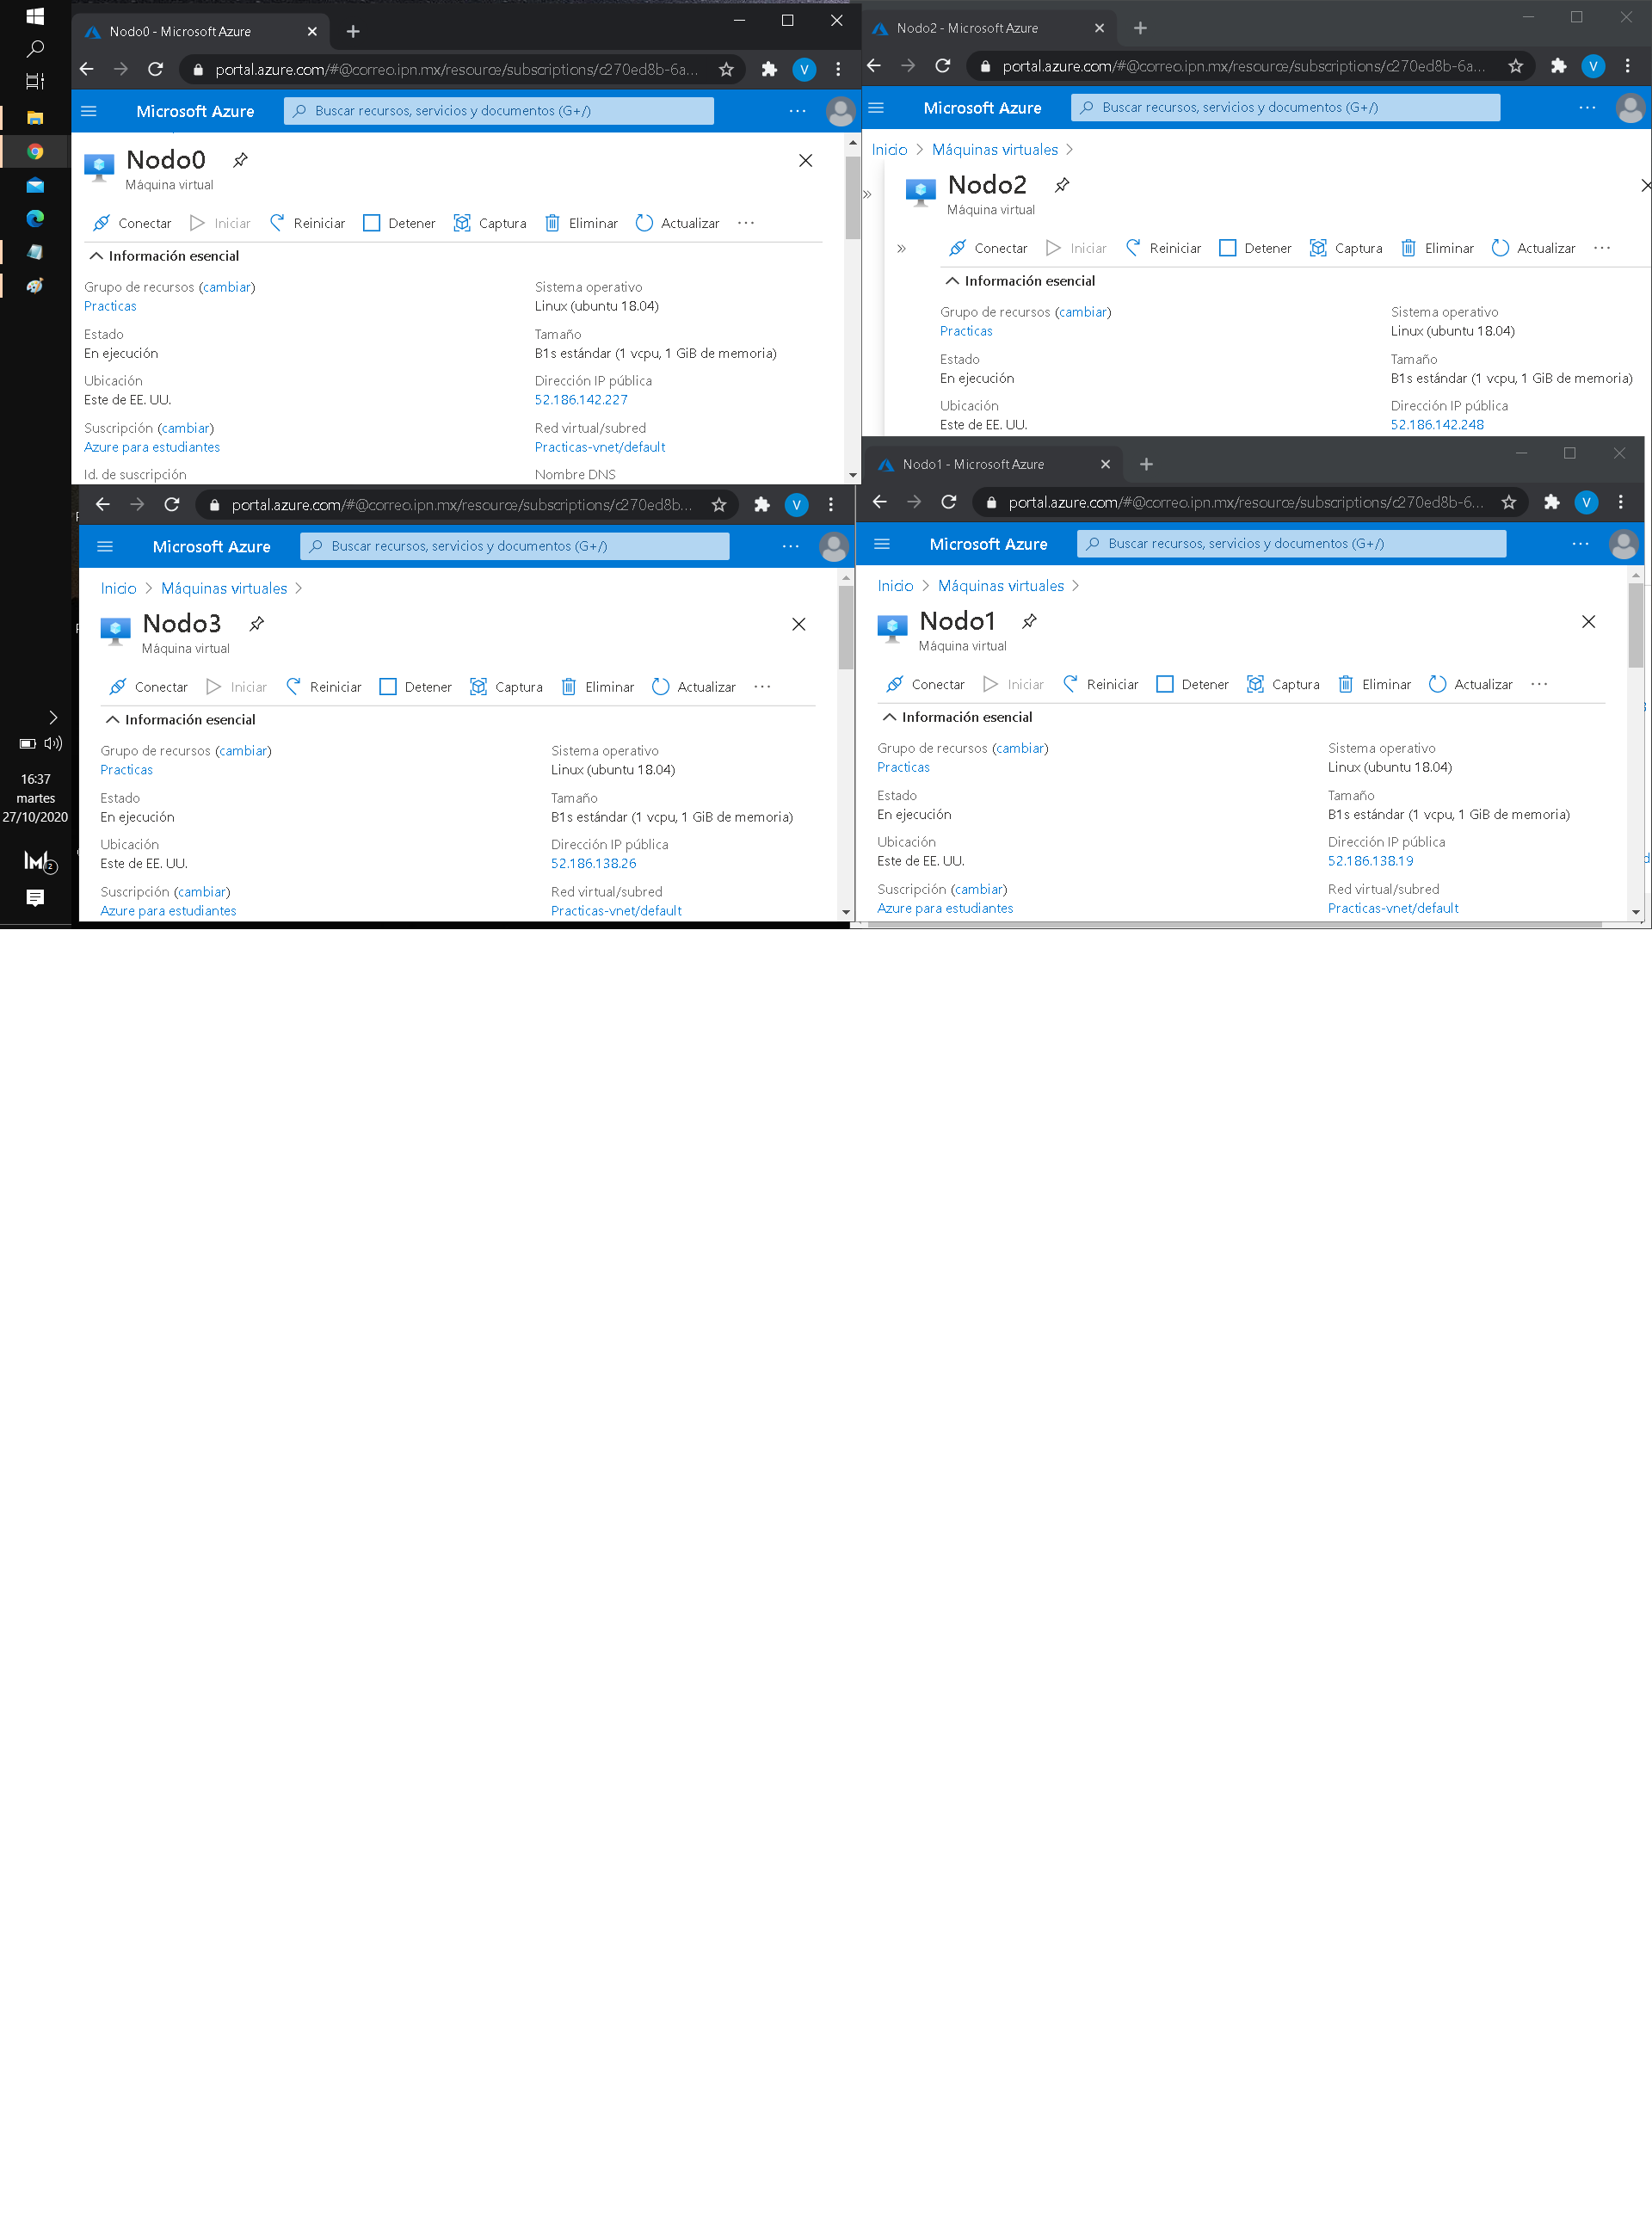 Nodo0 - Microsoft Azure
portal.azure.com/#@correo.ipn.mx/resource/subscriptions/c270ed8b-6a...
Microsoft Azure
Buscar recursos, servicios y documentos (G+/)
Nodo0
Máquina virtual
Conectar Iniciar Reiniciar Detener Captura Eliminar Actualizar ...
Información esencial
Grupo de recursos (cambiar)
Practicas
Estado
En ejecución
Ubicación
Este de EE. UU.
Suscripción (cambiar)
Azure para estudiantes
Id. de suscripción
Sistema operativo
Linux (ubuntu 18.04)
Tamaño
B1s estándar (1 vcpu, 1 GiB de memoria)
Dirección IP pública
52.186.142.227
Red virtual/subred
Practicas-vnet/default
Nombre DNS
Nodo2 - Microsoft Azure
portal.azure.com/#@correo.ipn.mx/resource/subscriptions/c270ed8b-6a...
V
Microsoft Azure
Buscar recursos, servicios y documentos (G+/)
Inicio > Máquinas virtuales >
Nodo2
Máquina virtual
Conectar Iniciar Reiniciar Detener Captura Eliminar Actualizar ...
Información esencial
Grupo de recursos (cambiar)
Practicas
Estado
En ejecución
Ubicación
Este de EE. UU.
Sistema operativo
Linux (ubuntu 18.04)
Tamaño
B1s estándar (1 vcpu, 1 GiB de memoria)
Dirección IP pública
52.186.142.248
portal.azure.com/#@correo.ipn.mx/resource/subscriptions/c270ed8b...
V
Microsoft Azure
Buscar recursos, servicios y documentos (G+/)
Inicio > Máquinas virtuales >
Nodo3
Máquina virtual
Conectar Iniciar Reiniciar Detener Captura Eliminar Actualizar ...
Información esencial
Grupo de recursos (cambiar)
Practicas
Estado
En ejecución
Ubicación
Este de EE. UU.
Suscripción (cambiar)
Azure para estudiantes
Sistema operativo
Linux (ubuntu 18.04)
Tamaño
B1s estándar (1 vcpu, 1 GiB de memoria)
Dirección IP pública
52.186.138.26
Red virtual/subred
Practicas-vnet/default
Nodo1 - Microsoft Azure
portal.azure.com/#@correo.ipn.mx/resource/subscriptions/c270ed8b-6...
V
Microsoft Azure
Buscar recursos, servicios y documentos (G+/)
Inicio > Máquinas virtuales >
Nodo1
Máquina virtual
Conectar Iniciar Reiniciar Detener Captura Eliminar Actualizar ...
Información esencial
Grupo de recursos (cambiar)
Practicas
Estado
En ejecución
Ubicación
Este de EE. UU.
Suscripción (cambiar)
Azure para estudiantes
Sistema operativo
Linux (ubuntu 18.04)
Tamaño
B1s estándar (1 vcpu, 1 GiB de memoria)
Dirección IP pública
52.186.138.19
Red virtual/subred
Practicas-vnet/default
16:37
martes
27/10/2020
2